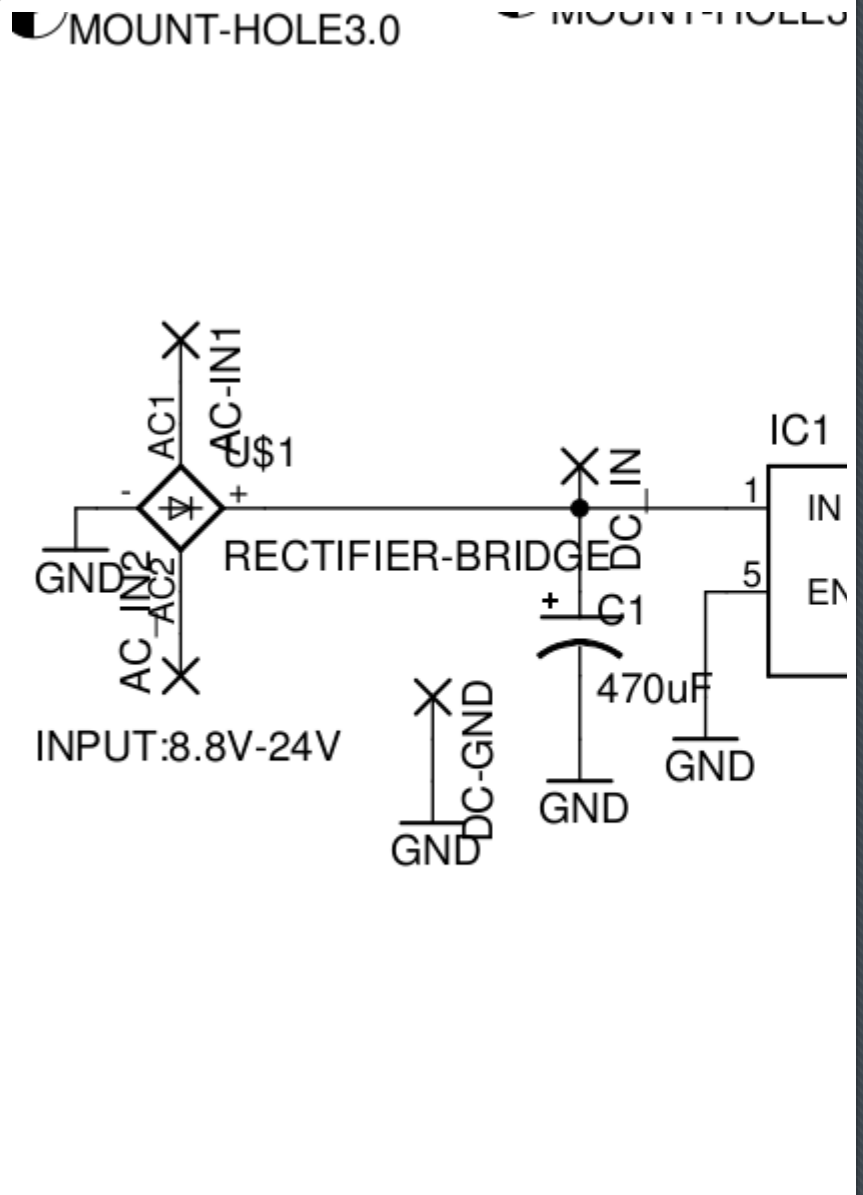 MOUNT-HOLE3.0
AC-IN1
AC1
U$1
-
+
GND
RECTIFIER-BRIDGE
AC_IN2
AC2
INPUT:8.8V-24V
DC_IN
+
C1
470uF
GND
DC-GND
GND
IC1
1
IN
5
GND